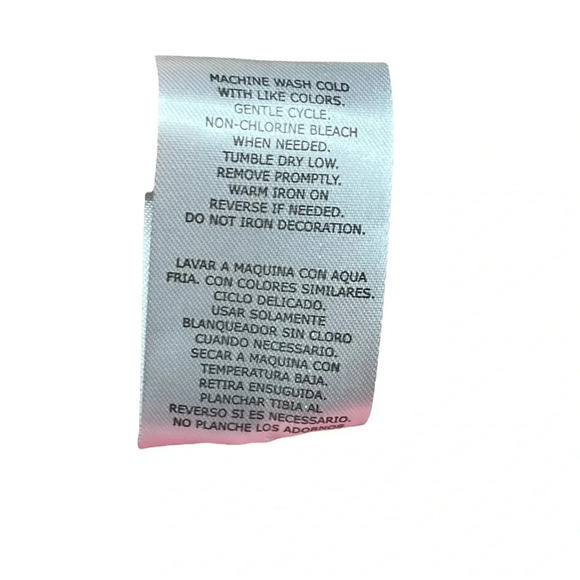 MACHINE WASH COLD
WITH LIKE COLORS.
GENTLE CYCLE.
NON-CHLORINE BLEACH
WHEN NEEDED.
TUMBLE DRY LOW.
REMOVE PROMPTLY.
WARM IRON ON
REVERSE IF NEEDED.
DO NOT IRON DECORATION.
LAVAR A MAQUINA CON AQUA
FRIA. CON COLORES SIMILARES.
CICLO DELICADO.
USAR SOLAMENTE
BLANQUEADOR SIN CLORO
CUANDO NECESSARIO.
SECAR A MAQUINA CON
TEMPERATURA BAJA.
RETIRA ENSUGUIDA.
PLANCHAR TIBIA AL
REVERSO SI ES NECESSARIO.
NO PLANCHE LOS ADORNOS